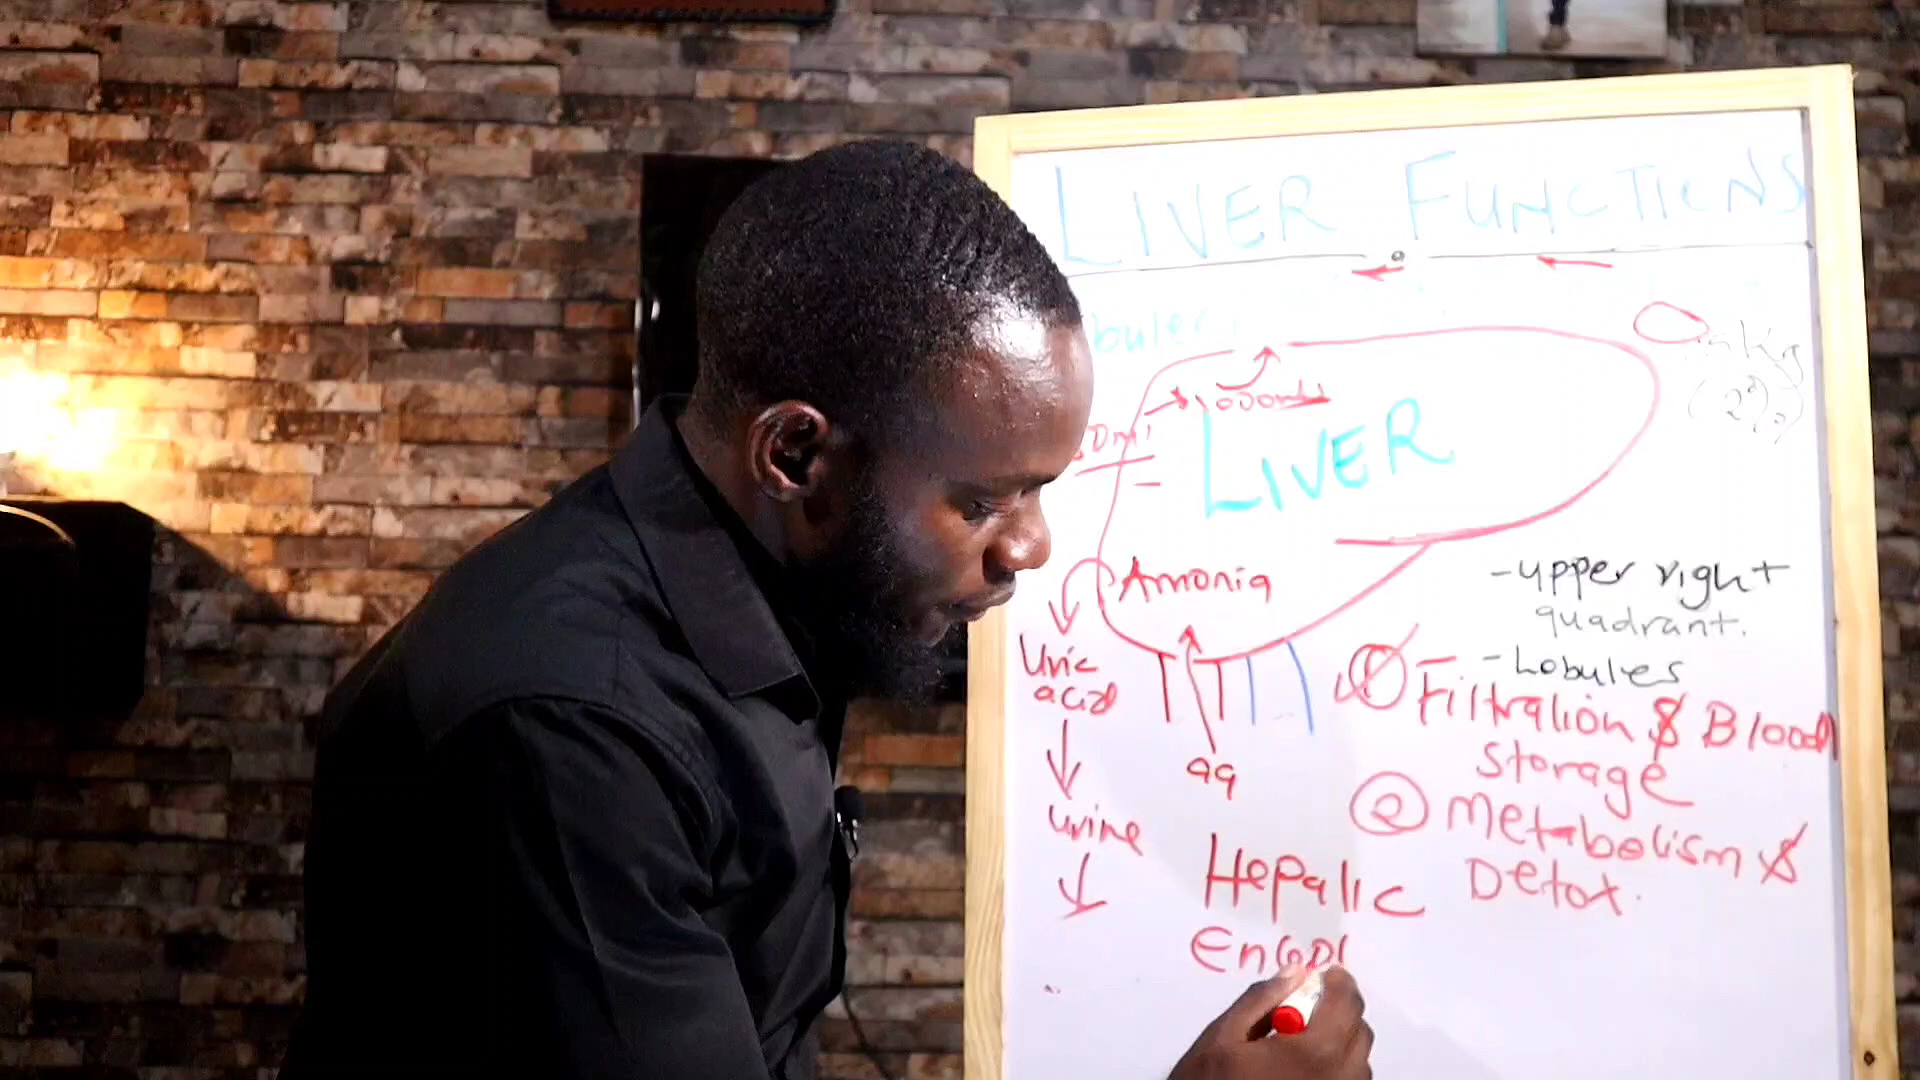 LIVER FUNCTIONS
1000mls
LIVER
Amonia
Uric
acid
urine
aa
-upper right
quadrant.
-Lobules
① Filtration $ Blood
storage
② Metabolism $
Detox.
Hepatic